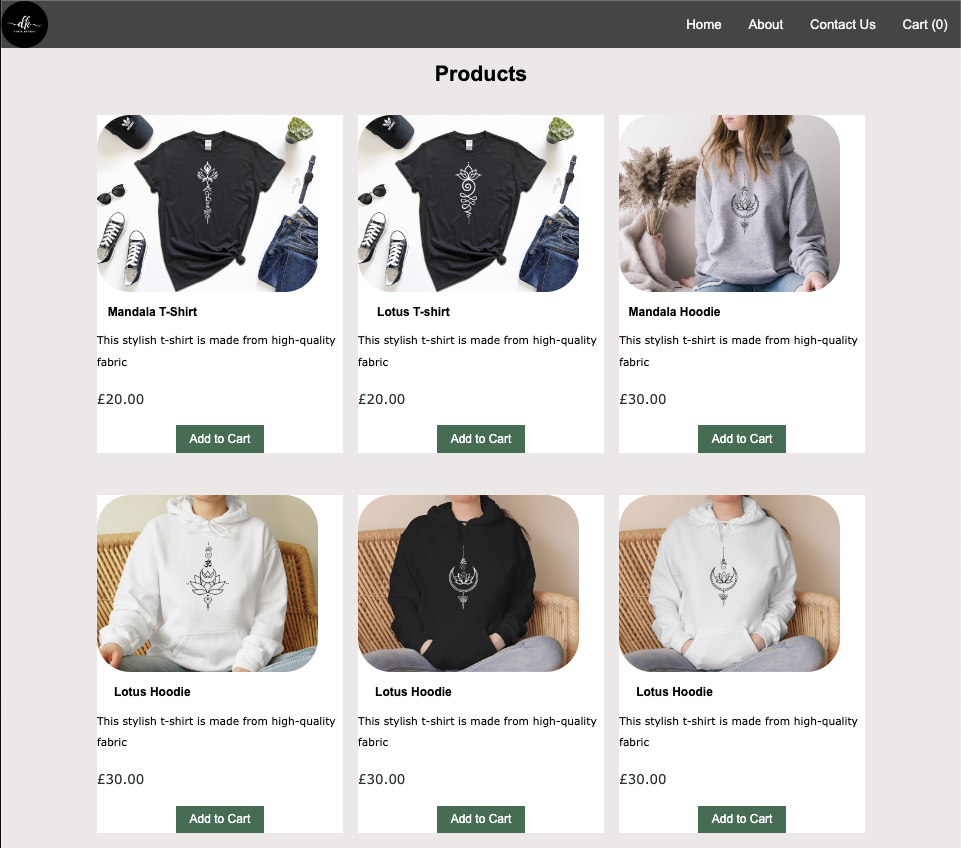 dfc
Home About Contact Us Cart (0)
Products
Mandala T-Shirt
This stylish t-shirt is made from high-quality
fabric
£20.00
Add to Cart
Lotus T-shirt
This stylish t-shirt is made from high-quality
fabric
£20.00
Add to Cart
Mandala Hoodie
This stylish t-shirt is made from high-quality
fabric
£30.00
Add to Cart
Lotus Hoodie
This stylish t-shirt is made from high-quality
fabric
£30.00
Add to Cart
Lotus Hoodie
This stylish t-shirt is made from high-quality
fabric
£30.00
Add to Cart
Lotus Hoodie
This stylish t-shirt is made from high-quality
fabric
£30.00
Add to Cart